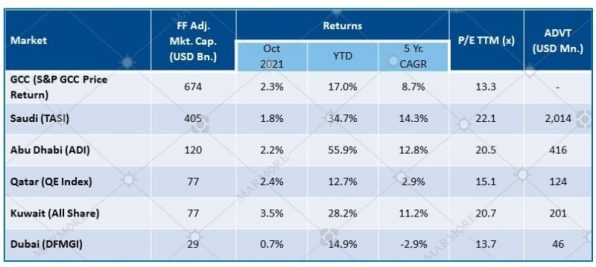 Market FF Adj. Mkt. Cap. (USD Bn.) Returns P/E TTM (x) ADVT (USD Mn.)
Oct 2021 YTD 5 Yr. CAGR
GCC (S&P GCC Price Return) 674 2.3% 17.0% 8.7% 13.3 -
Saudi (TASI) 405 1.8% 34.7% 14.3% 22.1 2,014
Abu Dhabi (ADI) 120 2.2% 55.9% 12.8% 20.5 416
Qatar (QE Index) 77 2.4% 12.7% 2.9% 15.1 124
Kuwait (All Share) 77 3.5% 28.2% 11.2% 20.7 201
Dubai (DFMGI) 29 0.7% 14.9% -2.9% 13.7 46
MARMORE